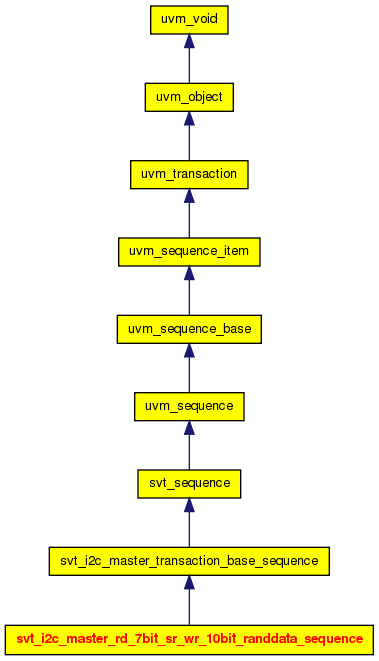 uvm_void
uvm_object
uvm_transaction
uvm_sequence_item
uvm_sequence_base
uvm_sequence
svt_sequence
svt_i2c_master_transaction_base_sequence
svt_i2c_master_rd_7bit_sr_wr_10bit_randdata_sequence